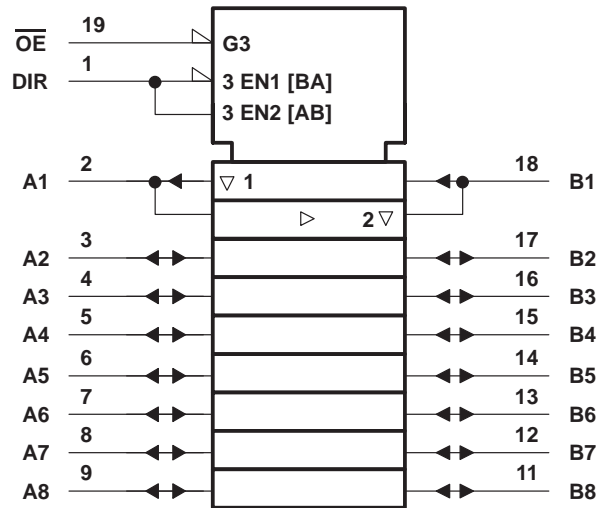 OE 19 G3
DIR 1 3 EN1 [BA]
3 EN2 [AB]
A1 2 ▽ 1 18 B1
▷ 2 ▽
A2 3 17 B2
A3 4 16 B3
A4 5 15 B4
A5 6 14 B5
A6 7 13 B6
A7 8 12 B7
A8 9 11 B8